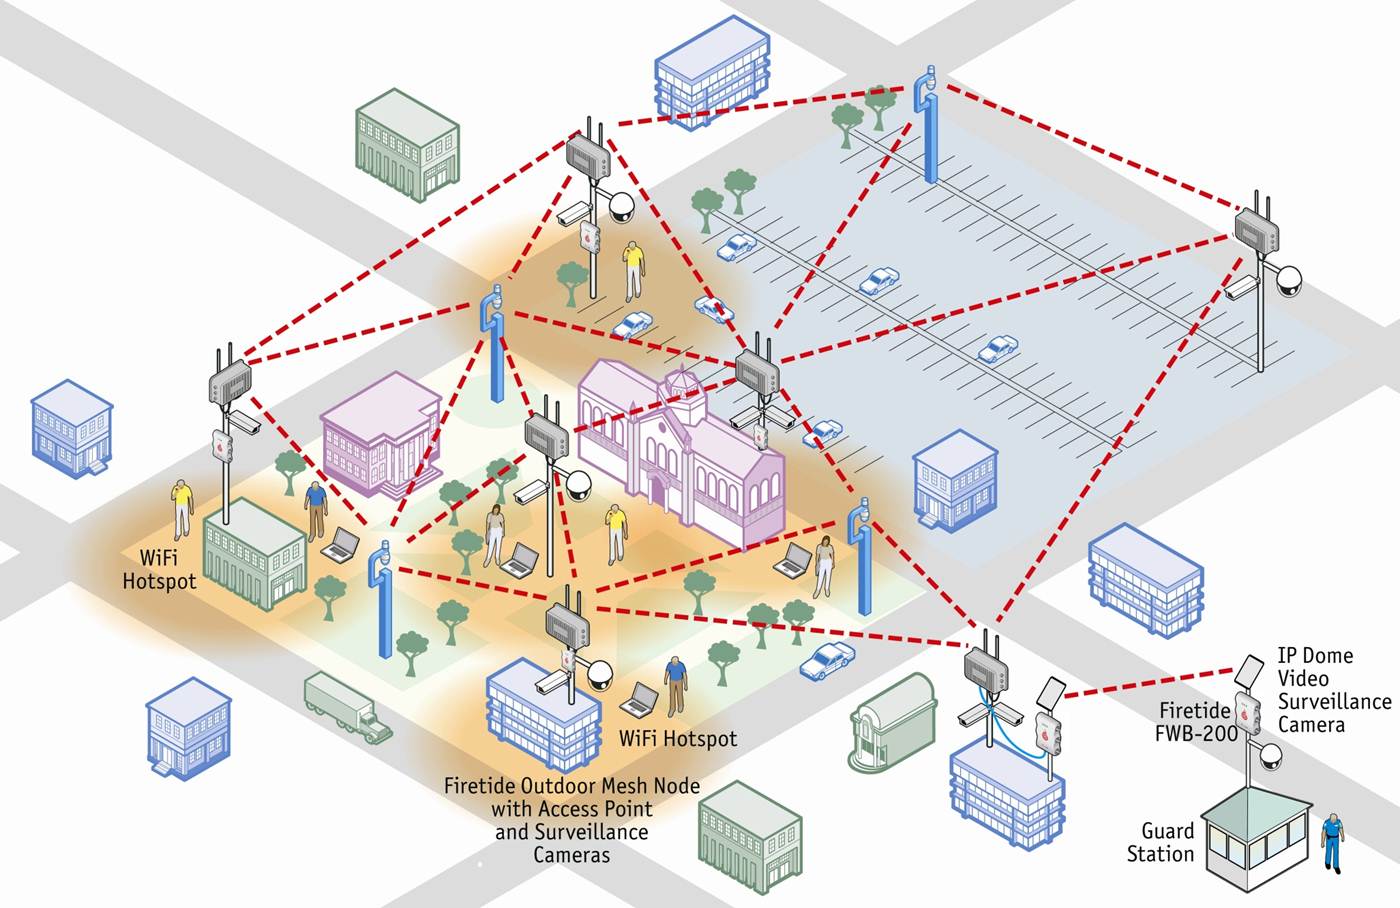 WiFi
Hotspot
WiFi Hotspot
Firetide Outdoor Mesh Node
with Access Point
and Surveillance
Cameras
IP Dome
Video
Surveillance
Camera
Firetide
FWB-200
Guard
Station